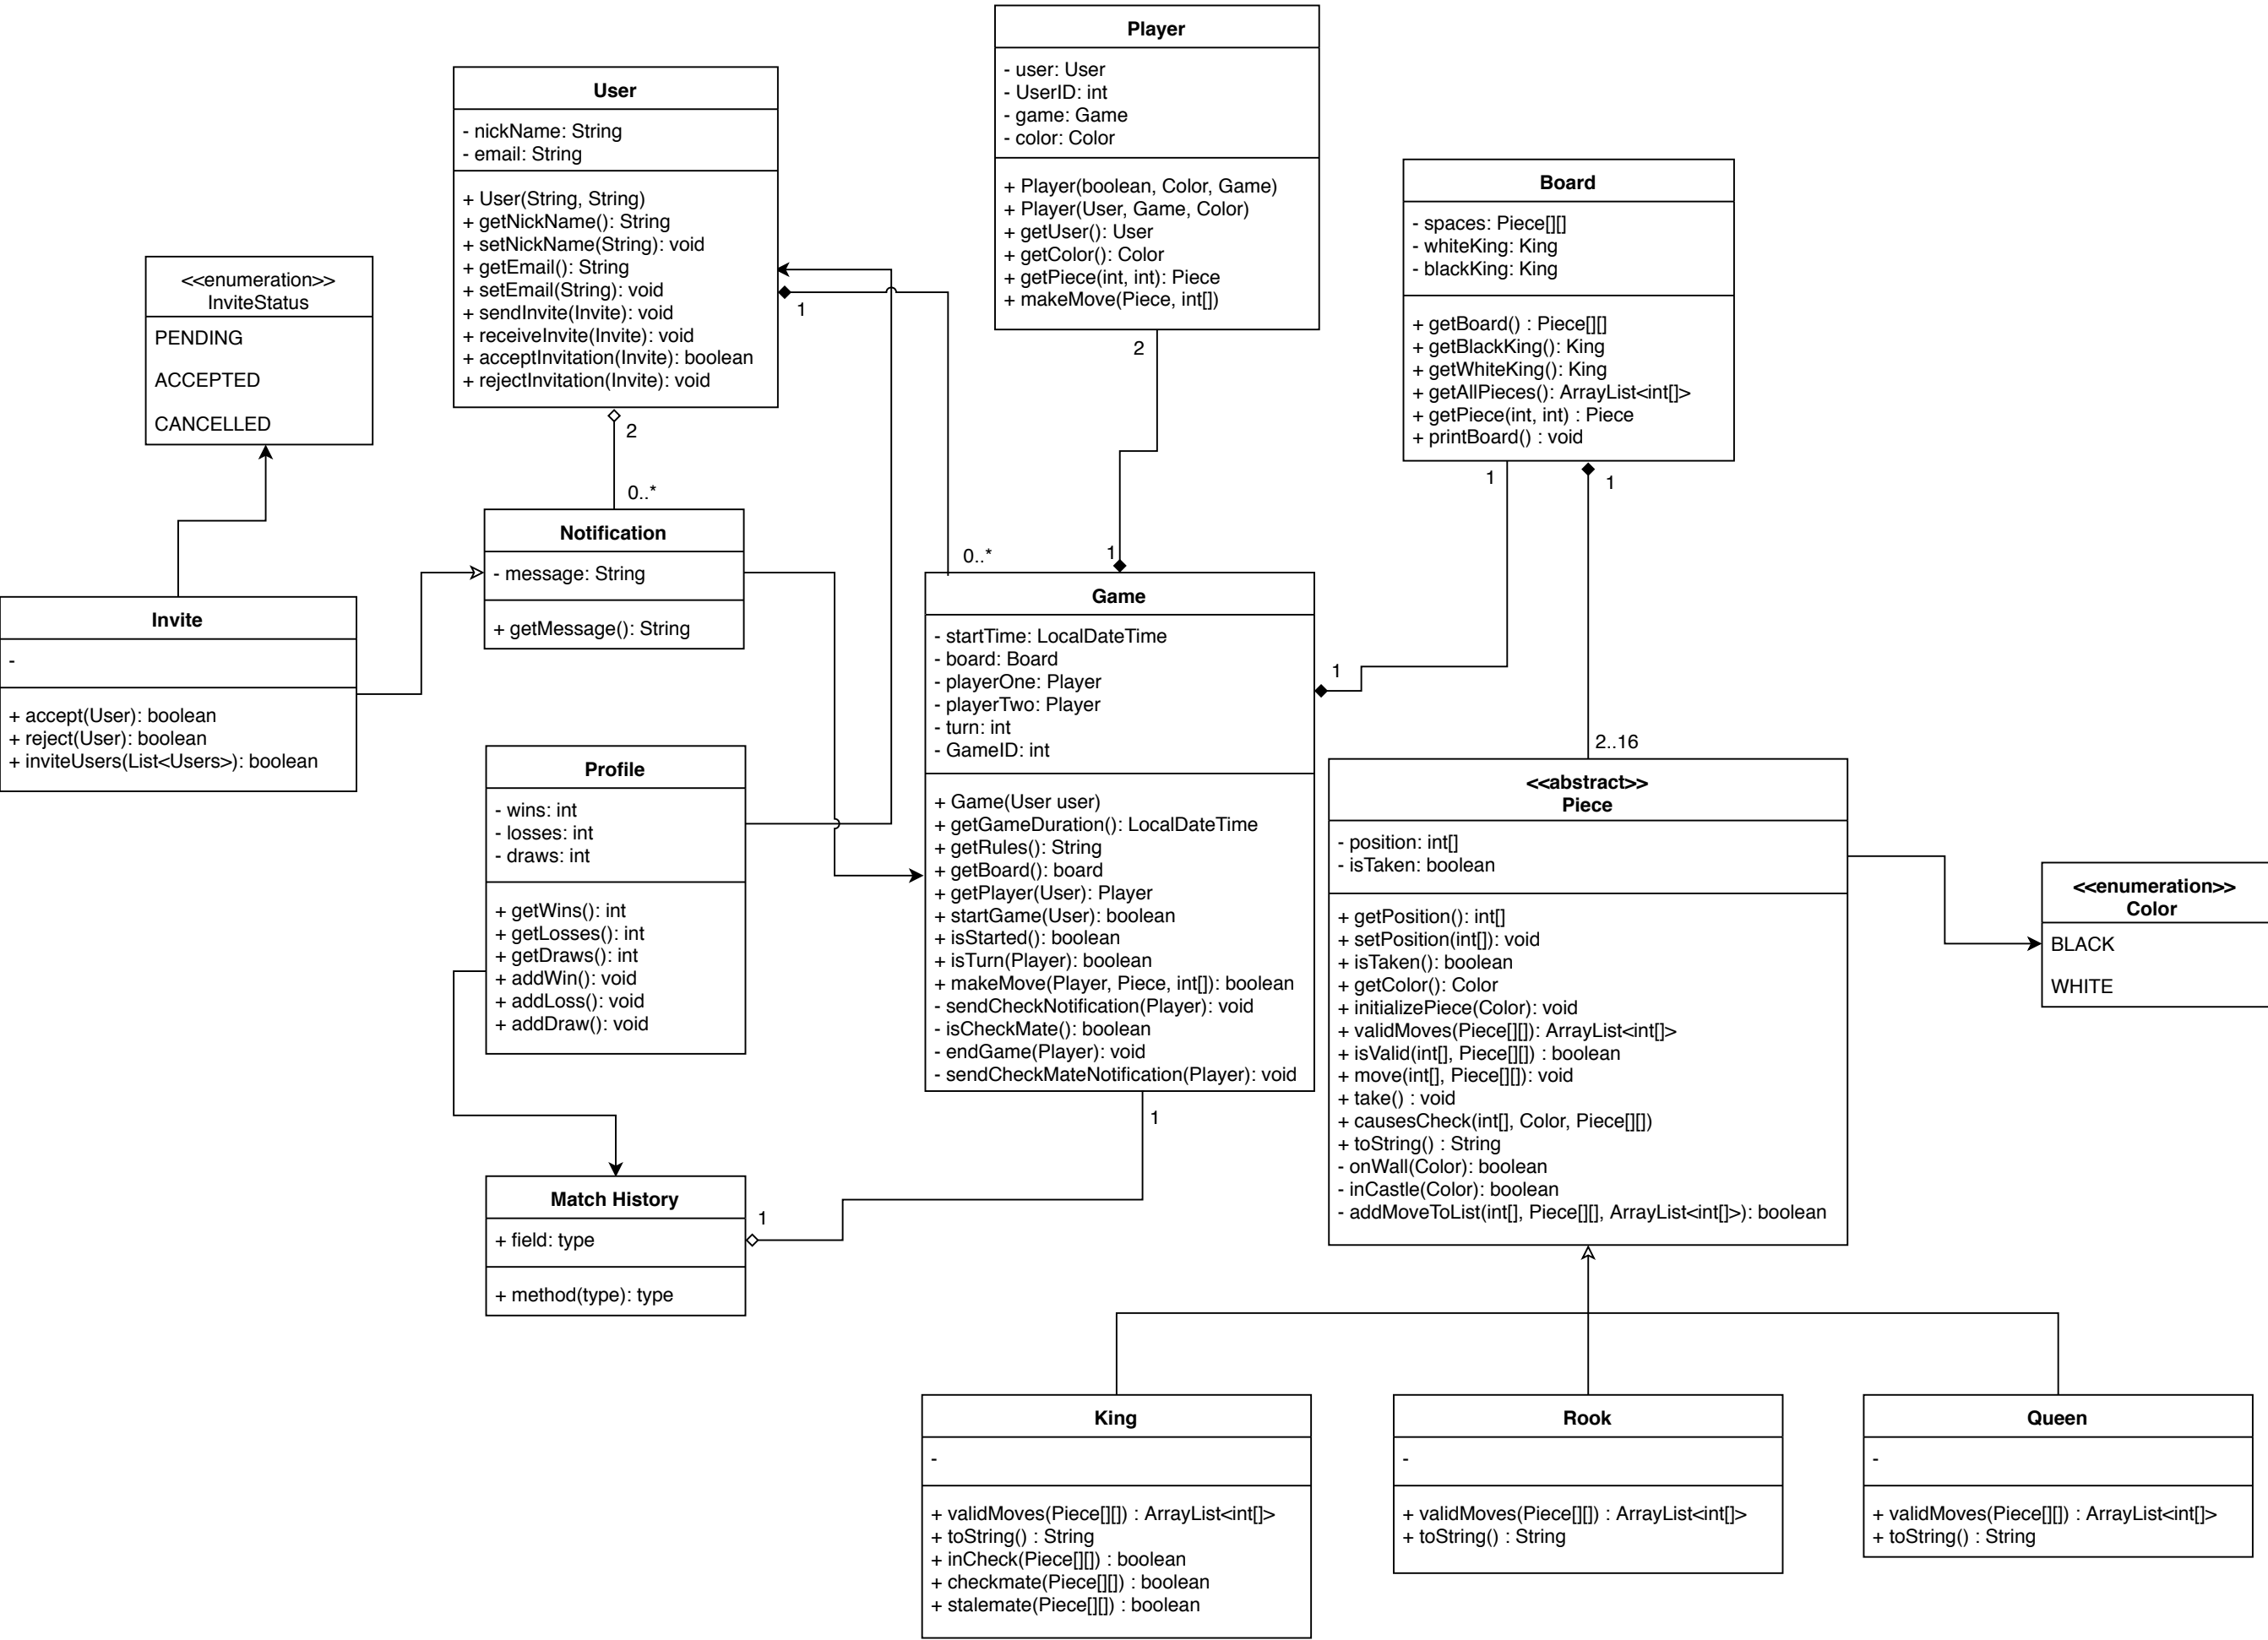 Player
- user: User
- UserID: int
- game: Game
- color: Color
+ Player(boolean, Color, Game)
+ Player(User, Game, Color)
+ getUser(): User
+ getColor(): Color
+ getPiece(int, int): Piece
+ makeMove(Piece, int[])
2
1
User
- nickName: String
- email: String
+ User(String, String)
+ getNickName(): String
+ setNickName(String): void
+ getEmail(): String
+ setEmail(String): void
+ sendInvite(Invite): void
+ receiveInvite(Invite): void
+ acceptInvitation(Invite): boolean
+ rejectInvitation(Invite): void
1
0..*
2
0..*
Board
- spaces: Piece[][]
- whiteKing: King
- blackKing: King
+ getBoard() : Piece[][]
+ getBlackKing(): King
+ getWhiteKing(): King
+ getAllPieces(): ArrayList<int[]>
+ getPiece(int, int) : Piece
+ printBoard() : void
1
1
1
2..16
<<enumeration>>
InviteStatus
PENDING
ACCEPTED
CANCELLED
Notification
- message: String
+ getMessage(): String
Invite
-
+ accept(User): boolean
+ reject(User): boolean
+ inviteUsers(List<Users>): boolean
Game
- startTime: LocalDateTime
- board: Board
- playerOne: Player
- playerTwo: Player
- turn: int
- GameID: int
+ Game(User user)
+ getGameDuration(): LocalDateTime
+ getRules(): String
+ getBoard(): board
+ getPlayer(User): Player
+ startGame(User): boolean
+ isStarted(): boolean
+ isTurn(Player): boolean
+ makeMove(Player, Piece, int[]): boolean
- sendCheckNotification(Player): void
- isCheckMate(): boolean
- endGame(Player): void
- sendCheckMateNotification(Player): void
1
1
Profile
- wins: int
- losses: int
- draws: int
+ getWins(): int
+ getLosses(): int
+ getDraws(): int
+ addWin(): void
+ addLoss(): void
+ addDraw(): void
<<abstract>>
Piece
- position: int[]
- isTaken: boolean
+ getPosition(): int[]
+ setPosition(int[]): void
+ isTaken(): boolean
+ getColor(): Color
+ initializePiece(Color): void
+ validMoves(Piece[][]): ArrayList<int[]>
+ isValid(int[], Piece[][]) : boolean
+ move(int[], Piece[][]): void
+ take() : void
+ causesCheck(int[], Color, Piece[][])
+ toString() : String
- onWall(Color): boolean
- inCastle(Color): boolean
- addMoveToList(int[], Piece[][], ArrayList<int[]>): boolean
<<enumeration>>
Color
BLACK
WHITE
Match History
+ field: type
+ method(type): type
King
-
+ validMoves(Piece[][]) : ArrayList<int[]>
+ toString() : String
+ inCheck(Piece[][]) : boolean
+ checkmate(Piece[][]) : boolean
+ stalemate(Piece[][]) : boolean
Rook
-
+ validMoves(Piece[][]) : ArrayList<int[]>
+ toString() : String
Queen
-
+ validMoves(Piece[][]) : ArrayList<int[]>
+ toString() : String